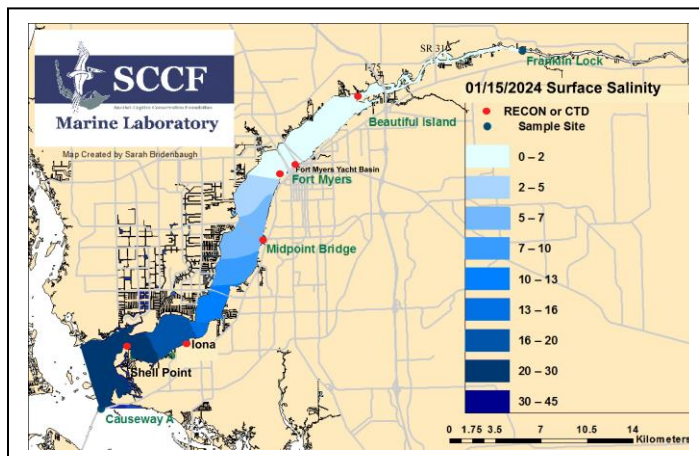 SCCF
Sanibel-Captiva Conservation Foundation
Marine Laboratory
Map Created by Sarah Bridenbaugh
SR 31
I-75
Franklin Lock
Beautiful Island
Fort Myers Yacht Basin
Fort Myers
Midpoint Bridge
Iona
Shell Point
Causeway A
01/15/2024 Surface Salinity
RECON or CTD
Sample Site
0 – 2
2 – 5
5 – 7
7 – 10
10 – 13
13 – 16
16 – 20
20 – 30
30 – 45
0 1.75 3.5 7 10.5 14
Kilometers